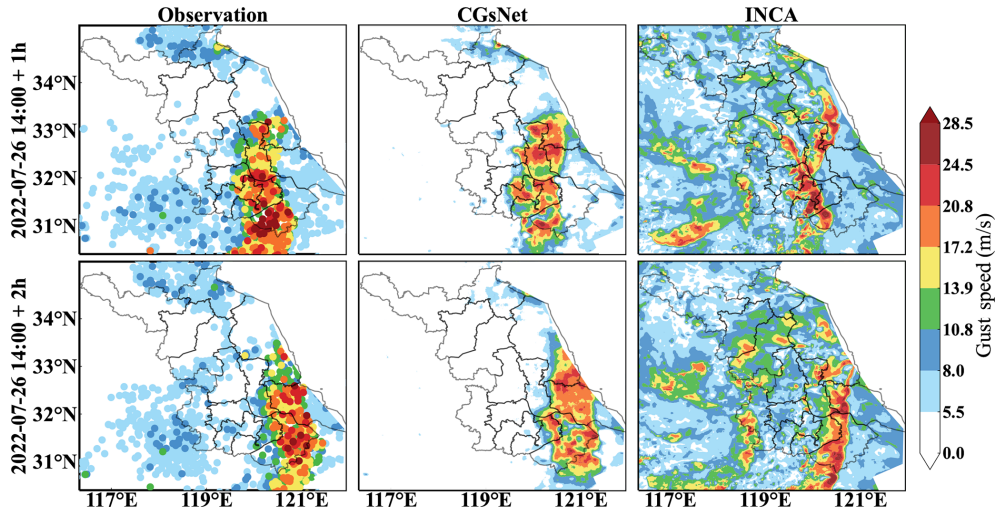 Observation
CGsNet
INCA
2022-07-26 14:00 + 1h
34°N
33°N
32°N
31°N
2022-07-26 14:00 + 2h
34°N
33°N
32°N
31°N
117°E 119°E 121°E
117°E 119°E 121°E
117°E 119°E 121°E
28.5
24.5
20.8
17.2
13.9
10.8
8.0
5.5
0.0
Gust speed (m/s)